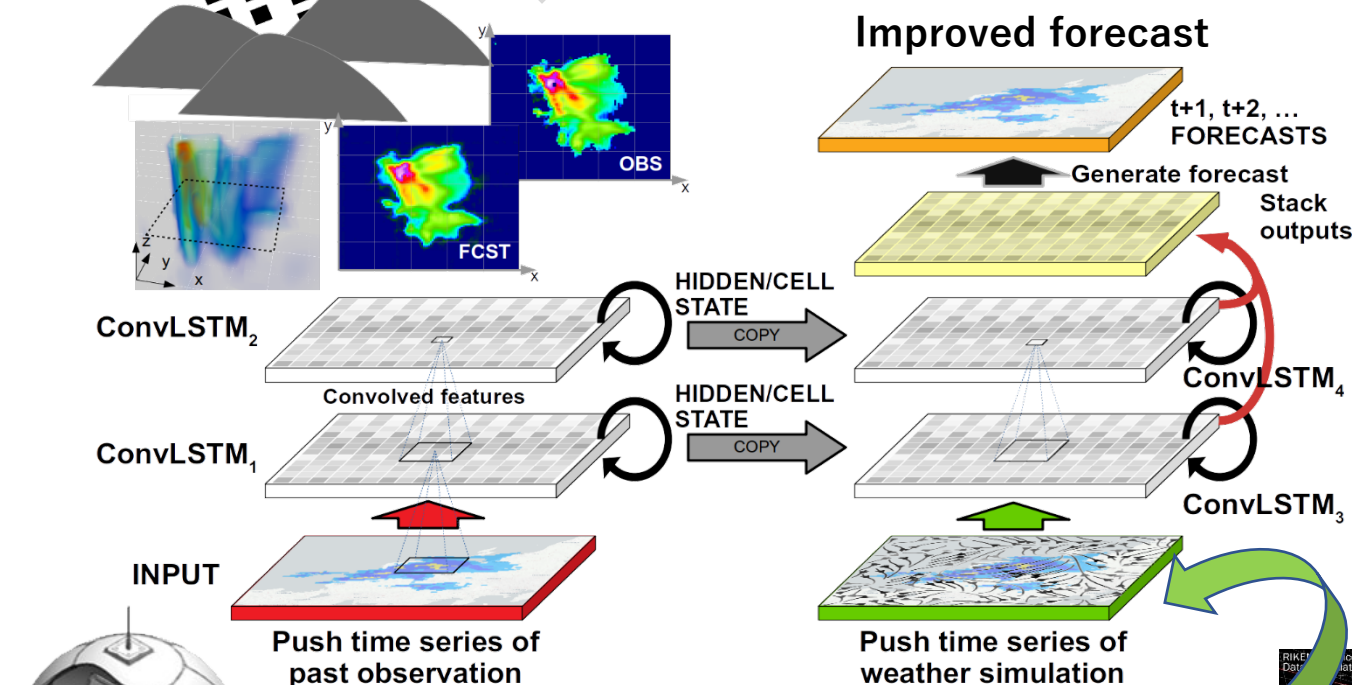 Improved forecast
y
OBS
x
t+1, t+2, ...
FORECASTS
Generate forecast
Stack
outputs
y
FCST
x
z
y
x
HIDDEN/CELL
STATE
COPY
ConvLSTM2
Convolved features
ConvLSTM4
HIDDEN/CELL
STATE
COPY
ConvLSTM1
ConvLSTM3
INPUT
Push time series of
past observation
Push time series of
weather simulation